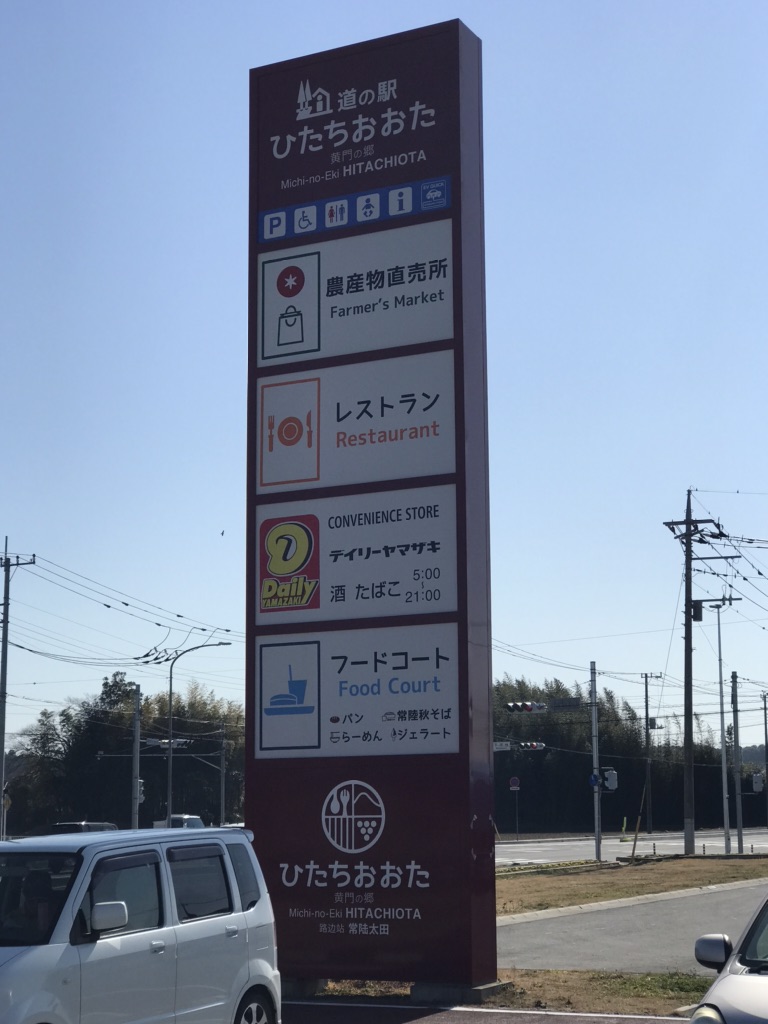 道の駅
ひたちおおた
黄門の郷
Michi-no-Eki HITACHIOTA
P
EV QUICK
農産物直売所
Farmer's Market
レストラン
Restaurant
CONVENIENCE STORE
デイリーヤマザキ
Daily
YAMAZAKI
酒 たばこ 5:00
~
21:00
フードコート
Food Court
パン 常陸秋そば
らーめん ジェラート
ひたちおおた
黄門の郷
Michi-no-Eki HITACHIOTA
路边站 常陆太田